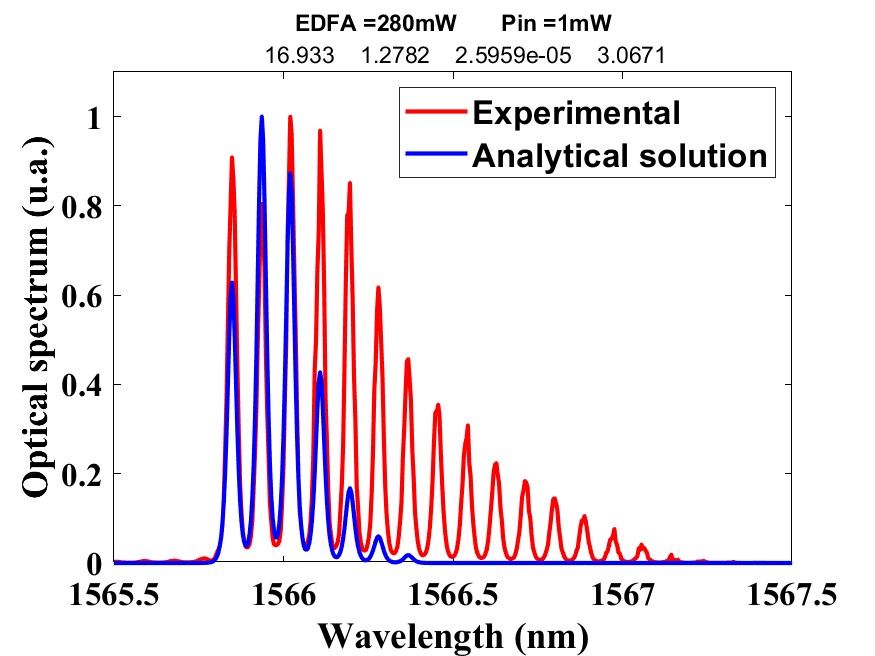 EDFA =280mW Pin =1mW
16.933 1.2782 2.5959e-05 3.0671
Experimental
Analytical solution
Optical spectrum (u.a.)
1
0.8
0.6
0.4
0.2
0
1565.5 1566 1566.5 1567 1567.5
Wavelength (nm)